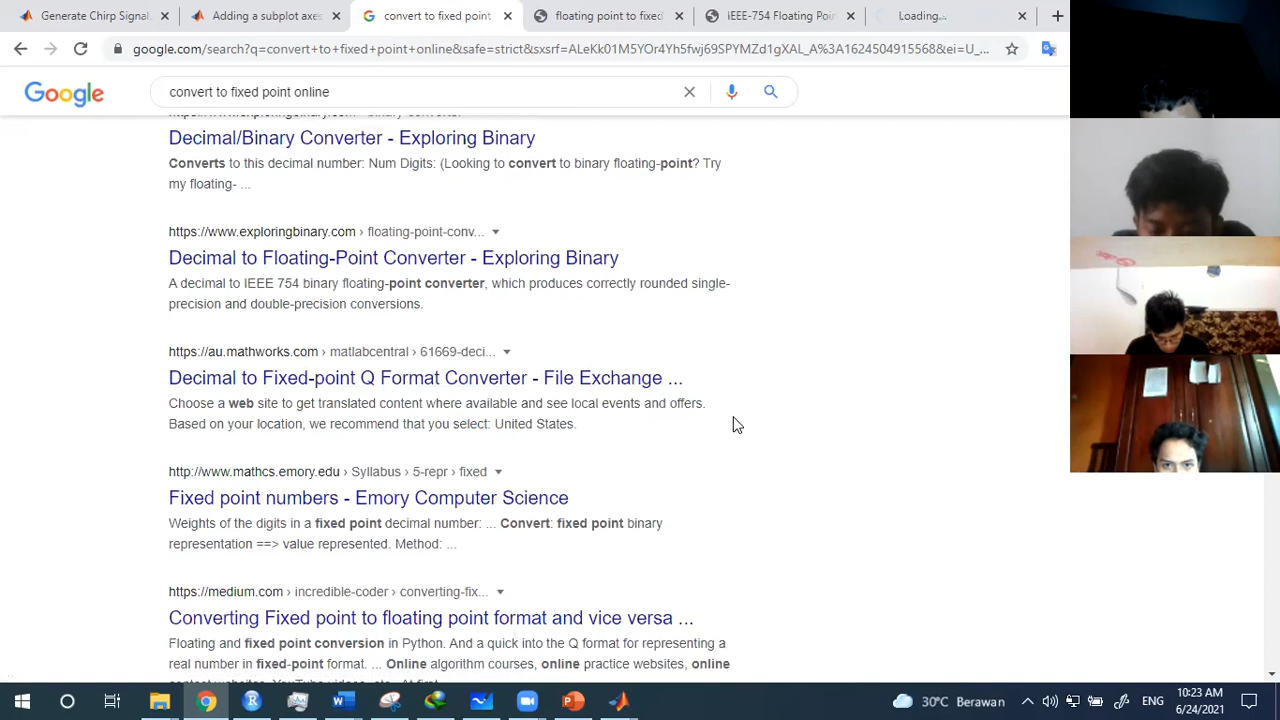 Generate Chirp Signal
Adding a subplot axes
convert to fixed point
floating point to fixed
IEEE-754 Floating Poi
Loading...
google.com/search?q=convert+to+fixed+point+online&safe=strict&sxsrf=ALeKk01M5YOr4Yh5fwj69SPYMZd1gXAL_A%3A1624504915568&ei=U_...
Google
convert to fixed point online
Decimal/Binary Converter - Exploring Binary
Converts to this decimal number: Num Digits: (Looking to convert to binary floating-point? Try
my floating- ...
https://www.exploringbinary.com › floating-point-conv...
Decimal to Floating-Point Converter - Exploring Binary
A decimal to IEEE 754 binary floating-point converter, which produces correctly rounded single-
precision and double-precision conversions.
https://au.mathworks.com › matlabcentral › 61669-deci...
Decimal to Fixed-point Q Format Converter - File Exchange ...
Choose a web site to get translated content where available and see local events and offers.
Based on your location, we recommend that you select: United States.
http://www.mathcs.emory.edu › Syllabus › 5-repr › fixed
Fixed point numbers - Emory Computer Science
Weights of the digits in a fixed point decimal number: ... Convert: fixed point binary
representation ==> value represented. Method: ...
https://medium.com › incredible-coder › converting-fix...
Converting Fixed point to floating point format and vice versa ...
Floating and fixed point conversion in Python. And a quick into the Q format for representing a
real number in fixed-point format. ... Online algorithm courses, online practice websites, online
30°C Berawan
ENG
10:23 AM
6/24/2021